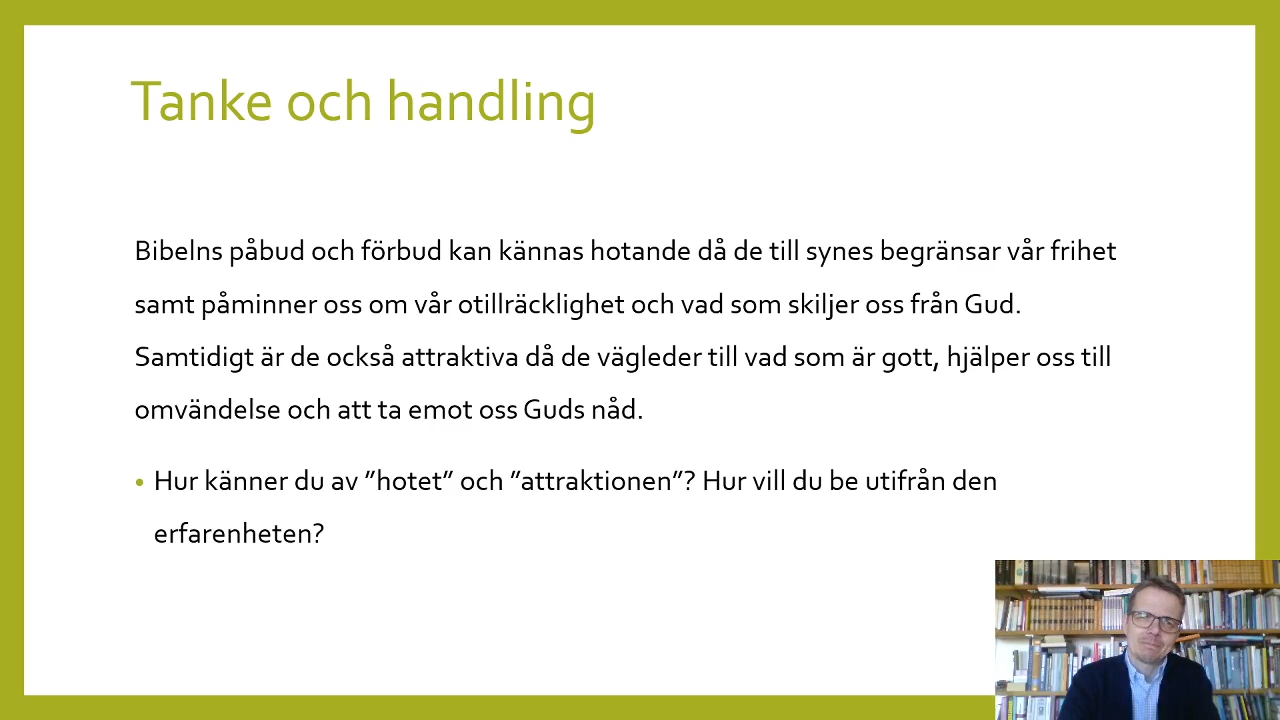 Tanke och handling
Bibelns påbud och förbud kan kännas hotande då de till synes begränsar vår frihet
samt påminner oss om vår otillräcklighet och vad som skiljer oss från Gud.
Samtidigt är de också attraktiva då de vägleder till vad som är gott, hjälper oss till
omvändelse och att ta emot oss Guds nåd.
• Hur känner du av ”hotet” och ”attraktionen”? Hur vill du be utifrån den
erfarenheten?